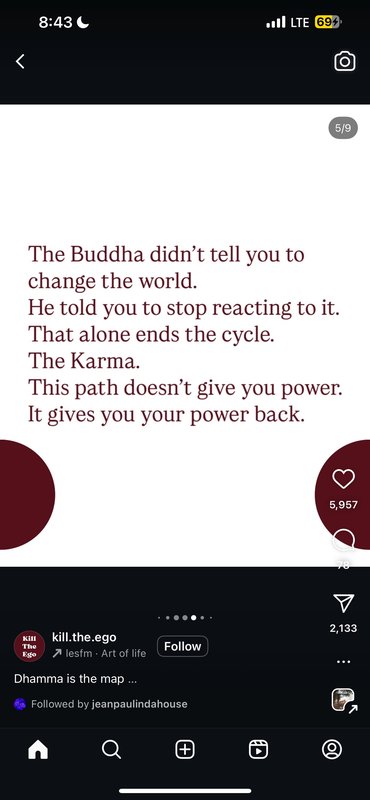 8:43
LTE
69
5/9
The Buddha didn’t tell you to
change the world.
He told you to stop reacting to it.
That alone ends the cycle.
The Karma.
This path doesn’t give you power.
It gives you your power back.
5,957
78
2,133
Kill
The
Ego
kill.the.ego
lesfm · Art of life
Follow
Dhamma is the map ...
Followed by jeanpaulindahouse